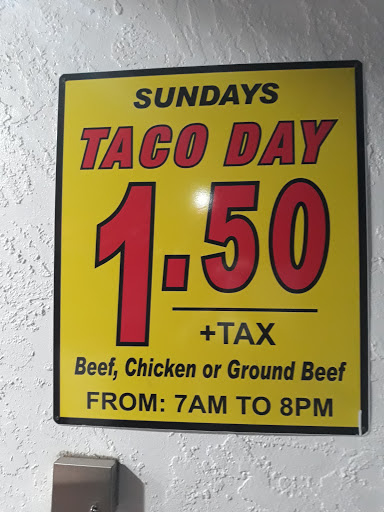 SUNDAYS
TACO DAY
1.50
+TAX
Beef, Chicken or Ground Beef
FROM: 7AM TO 8PM